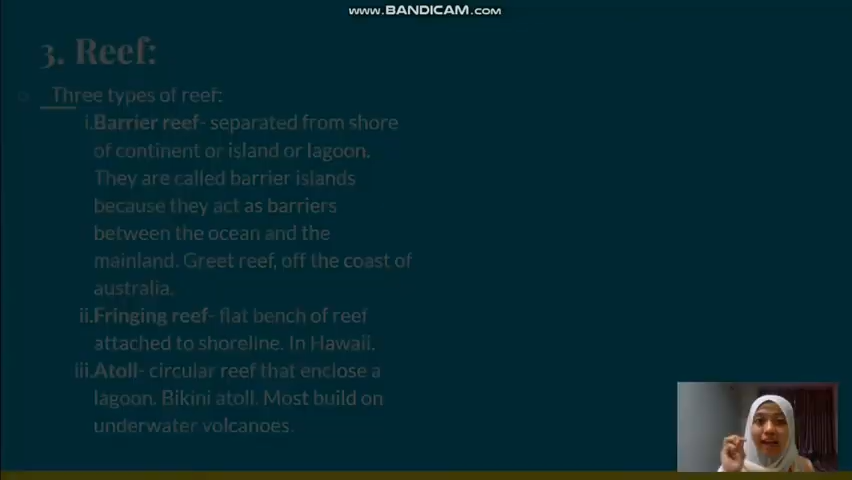 www.BANDICAM.com
3. Reef:
Three types of reef:
i.Barrier reef- separated from shore
of continent or island or lagoon.
They are called barrier islands
because they act as barriers
between the ocean and the
mainland. Greet reef, off the coast of
australia.
ii.Fringing reef- flat bench of reef
attached to shoreline. In Hawaii.
iii.Atoll- circular reef that enclose a
lagoon. Bikini atoll. Most build on
underwater volcanoes.